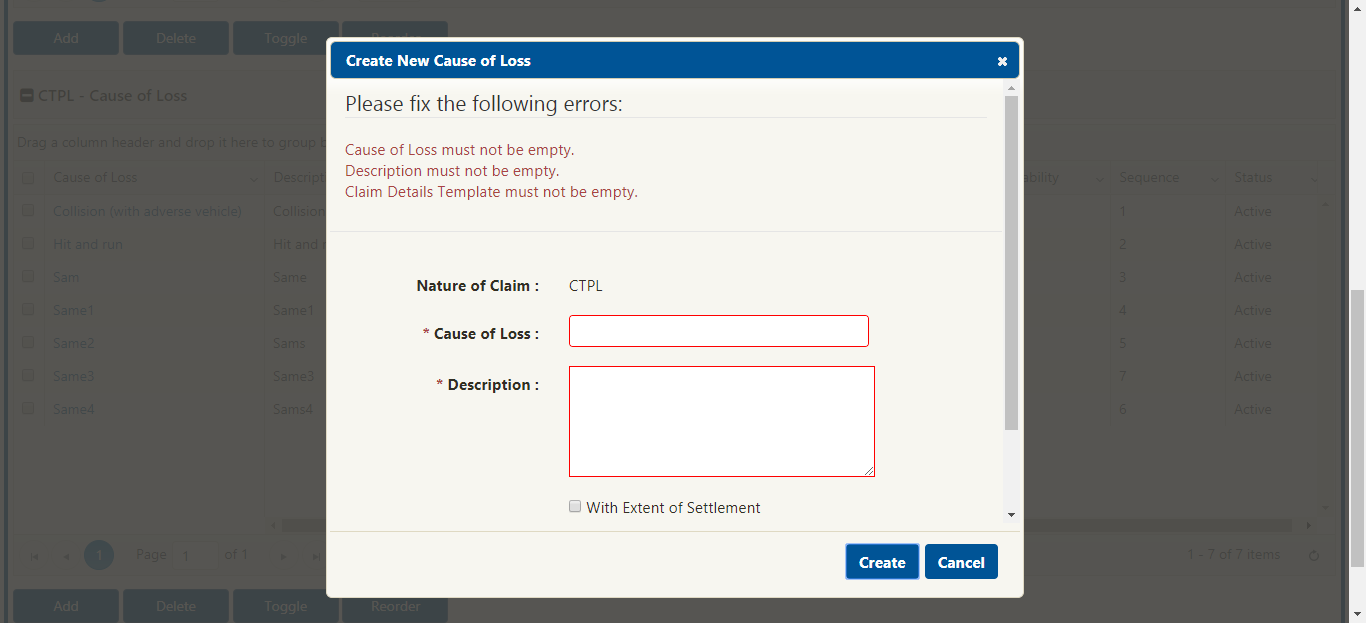 Add Delete Toggle Reorder
Create New Cause of Loss
CTPL - Cause of Loss
Please fix the following errors:
Drag a column header and drop it here to group b
Cause of Loss must not be empty.
Description must not be empty.
Claim Details Template must not be empty.
Cause of Loss Descript ability Sequence Status
Collision (with adverse vehicle) Collision 1 Active
Hit and run Hit and r 2 Active
Sam Same 3 Active
Same1 Same1 4 Active
Same2 Sams 5 Active
Same3 Same3 7 Active
Same4 Sams4 6 Active
Nature of Claim : CTPL
* Cause of Loss :
* Description :
With Extent of Settlement
1 Page 1 of 1 1 - 7 of 7 items
Create Cancel
Add Delete Toggle Reorder